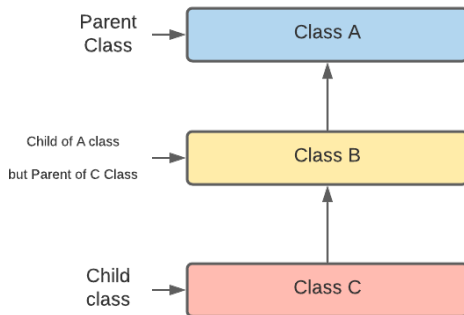 Parent
Class
Class A
Child of A class
but Parent of C Class
Class B
Child
class
Class C